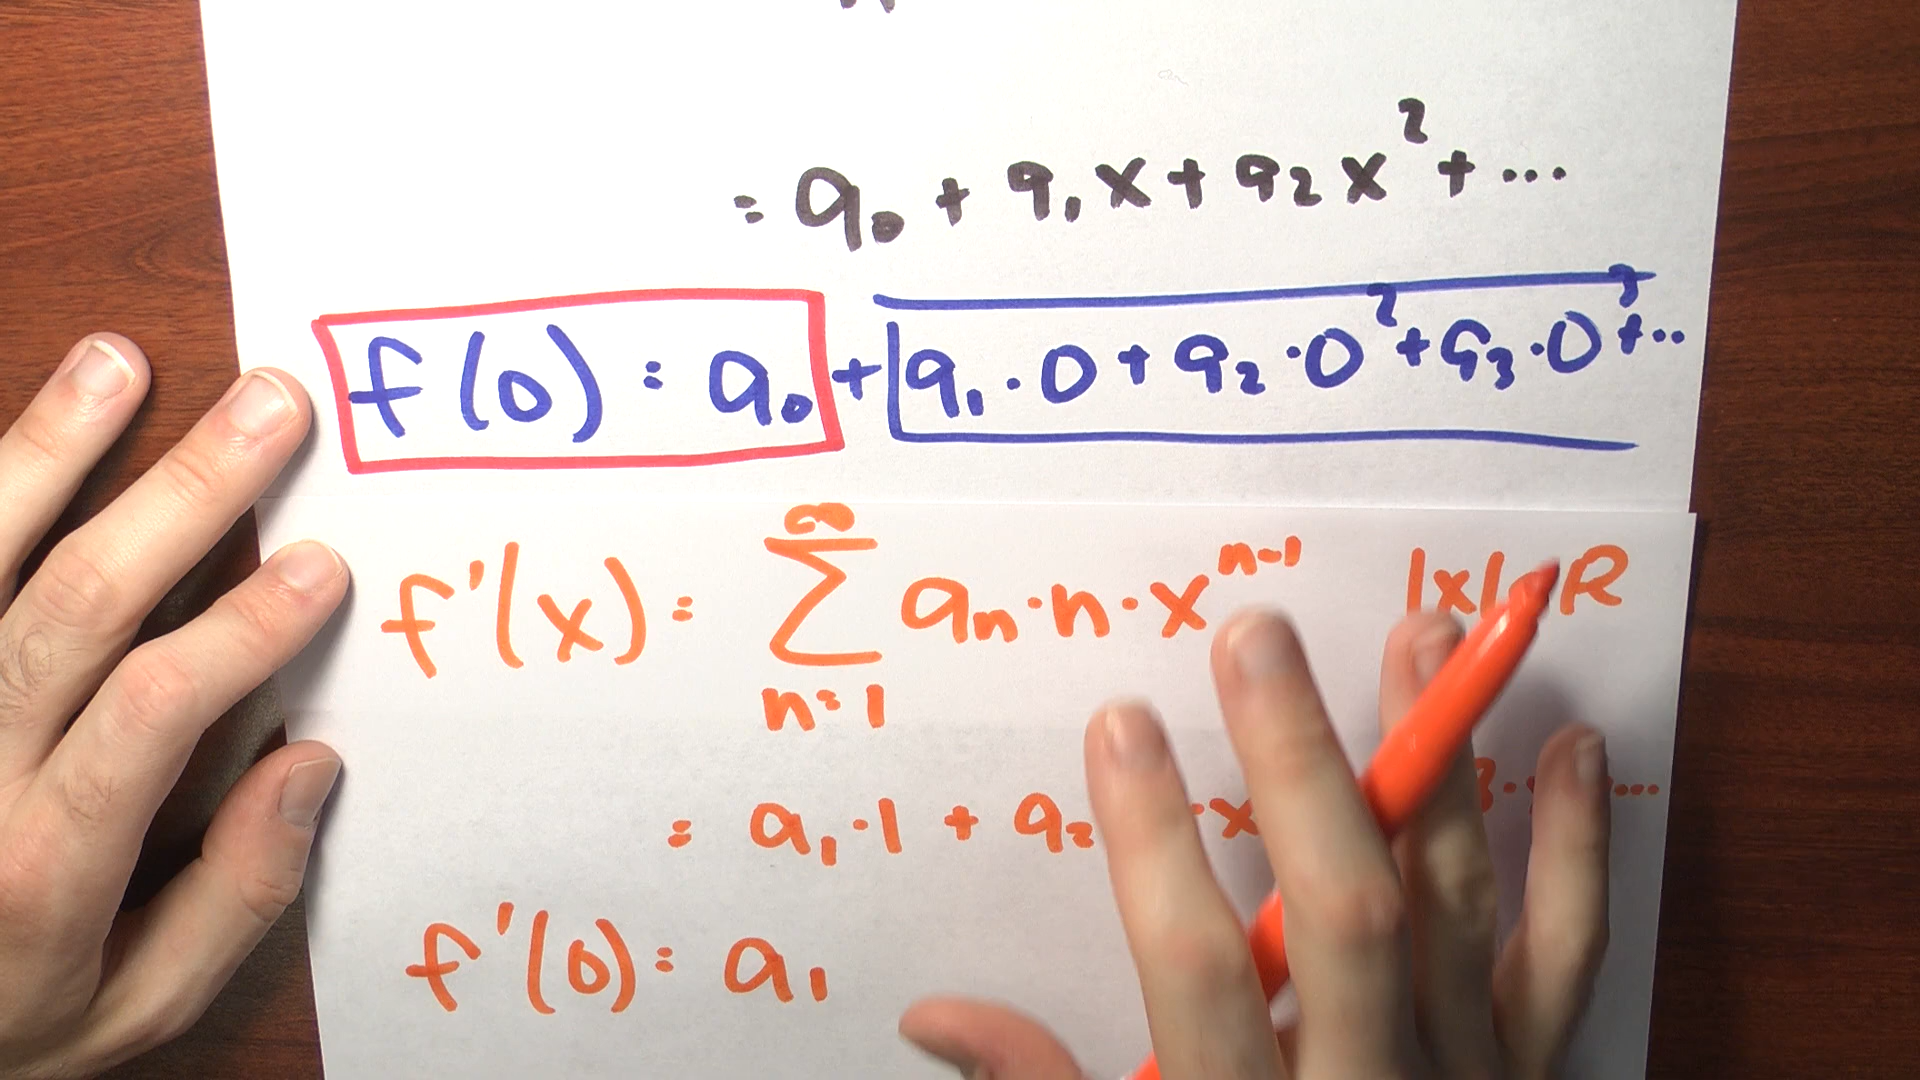 = a₀ + a₁x + a₂x² + ...
f(0) = a₀ + a₁·0 + a₂·0² + a₃·0³ + ...
∞
f'(x) = Σ aₙ·n·xⁿ⁻¹ |x| R
n=1
= a₁·1 + a₂ ·x 3· ...
f'(0) = a₁